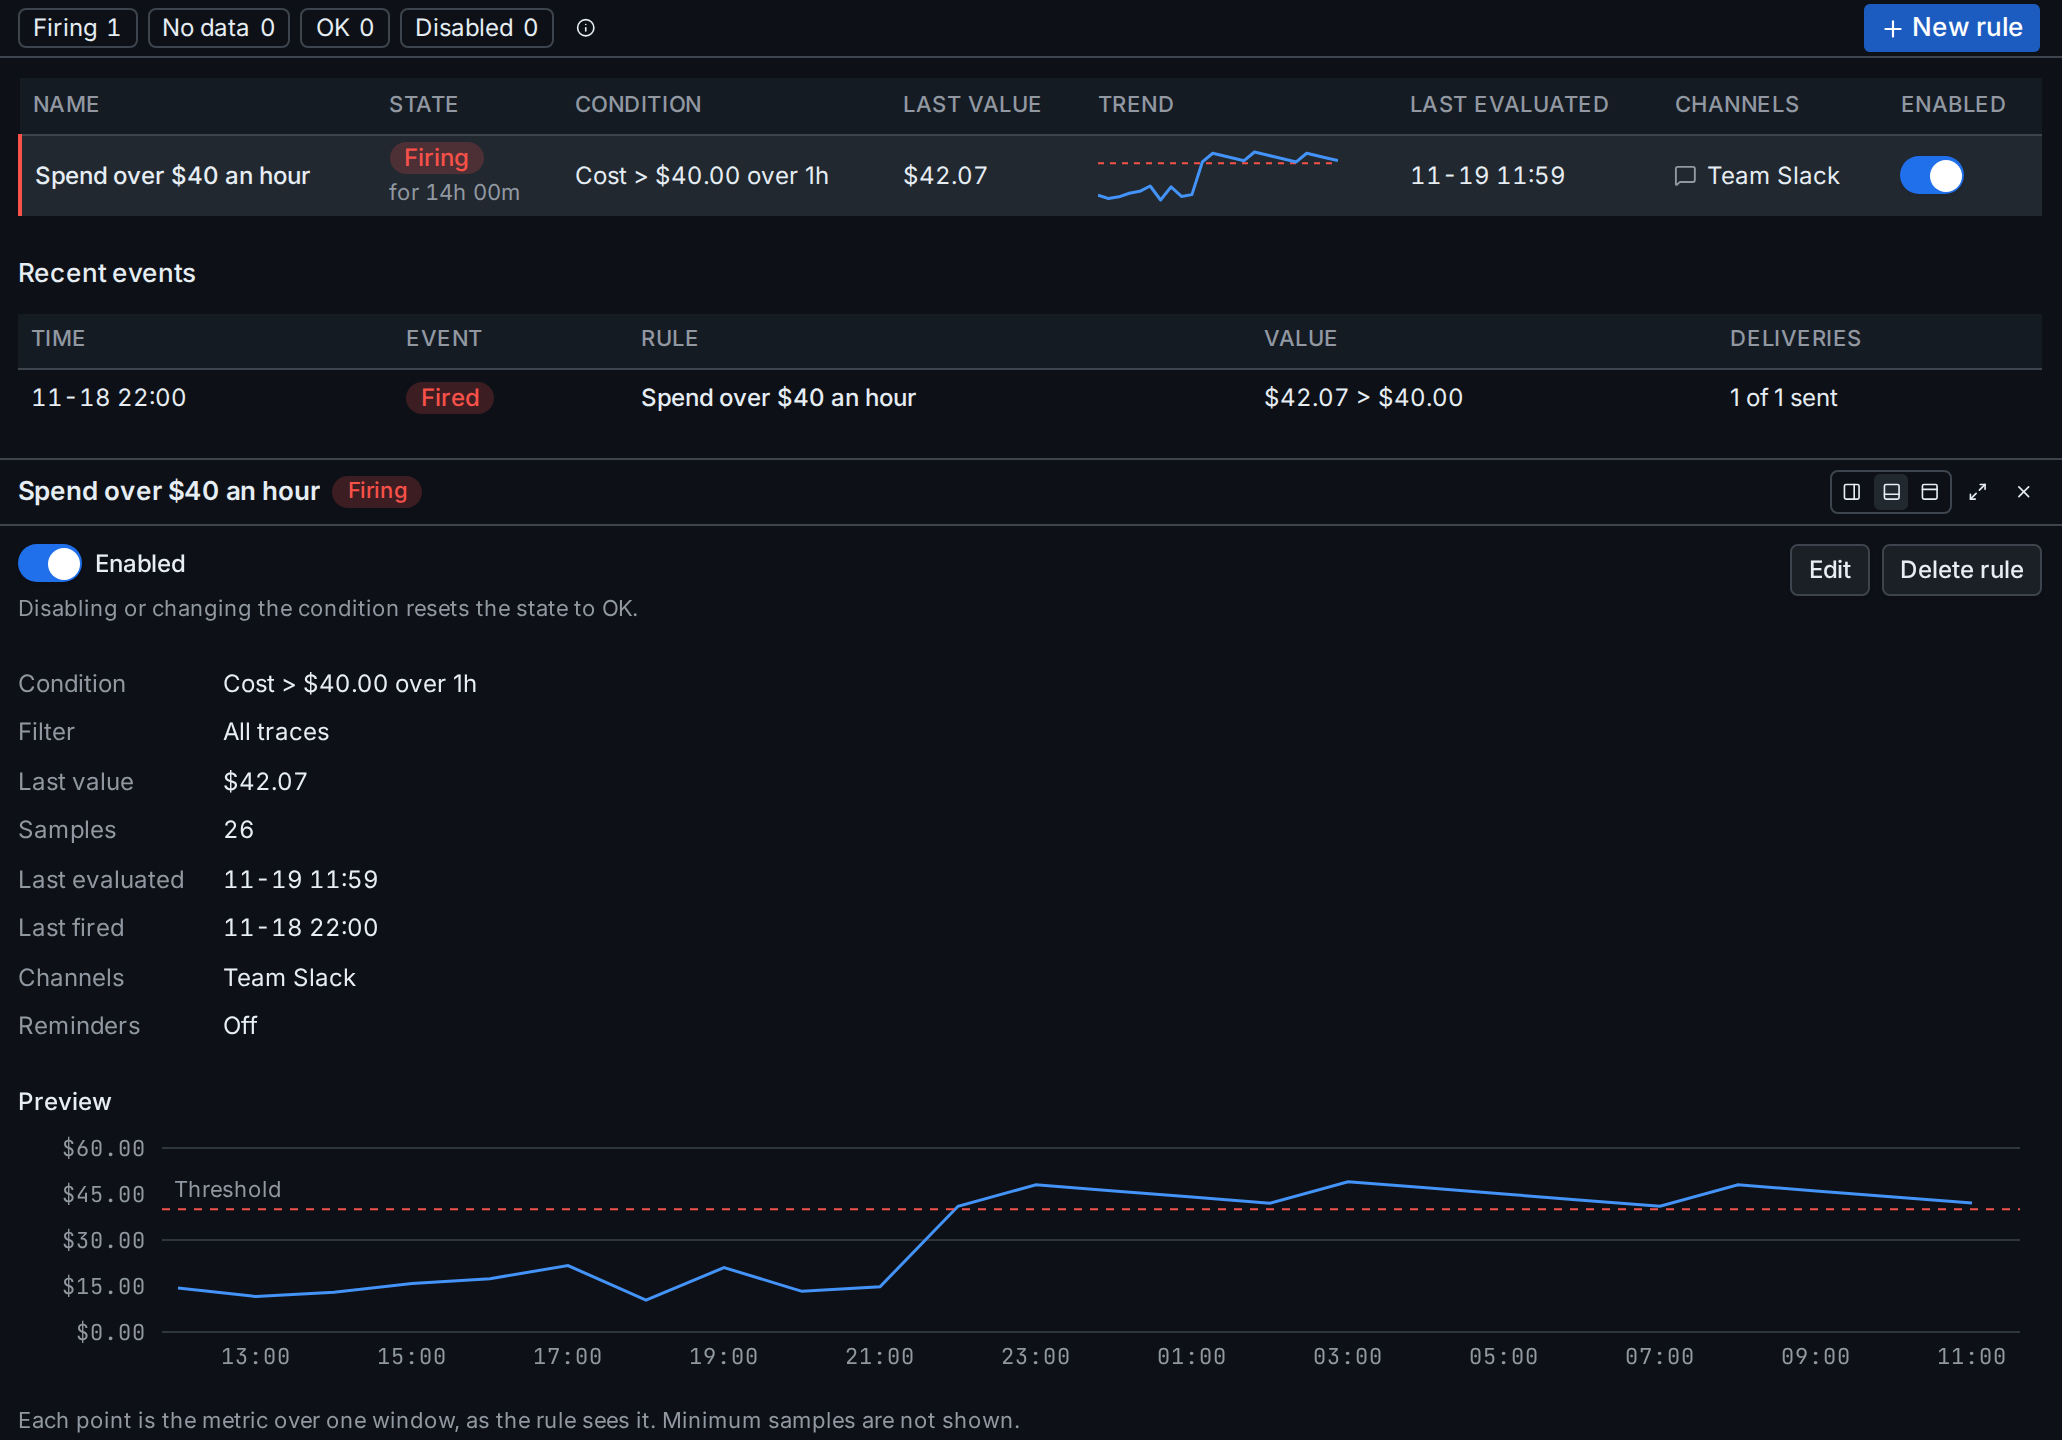 Firing 1 No data 0 OK 0 Disabled 0 + New rule
NAME STATE CONDITION LAST VALUE TREND LAST EVALUATED CHANNELS ENABLED
Spend over $40 an hour Firing Cost > $40.00 over 1h $42.07 11-19 11:59 Team Slack
for 14h 00m
Recent events
TIME EVENT RULE VALUE DELIVERIES
11-18 22:00 Fired Spend over $40 an hour $42.07 > $40.00 1 of 1 sent
Spend over $40 an hour Firing
Enabled Edit Delete rule
Disabling or changing the condition resets the state to OK.
Condition Cost > $40.00 over 1h
Filter All traces
Last value $42.07
Samples 26
Last evaluated 11-19 11:59
Last fired 11-18 22:00
Channels Team Slack
Reminders Off
Preview
$60.00
Threshold
$45.00
$30.00
$15.00
$0.00
13:00 15:00 17:00 19:00 21:00 23:00 01:00 03:00 05:00 07:00 09:00 11:00
Each point is the metric over one window, as the rule sees it. Minimum samples are not shown.